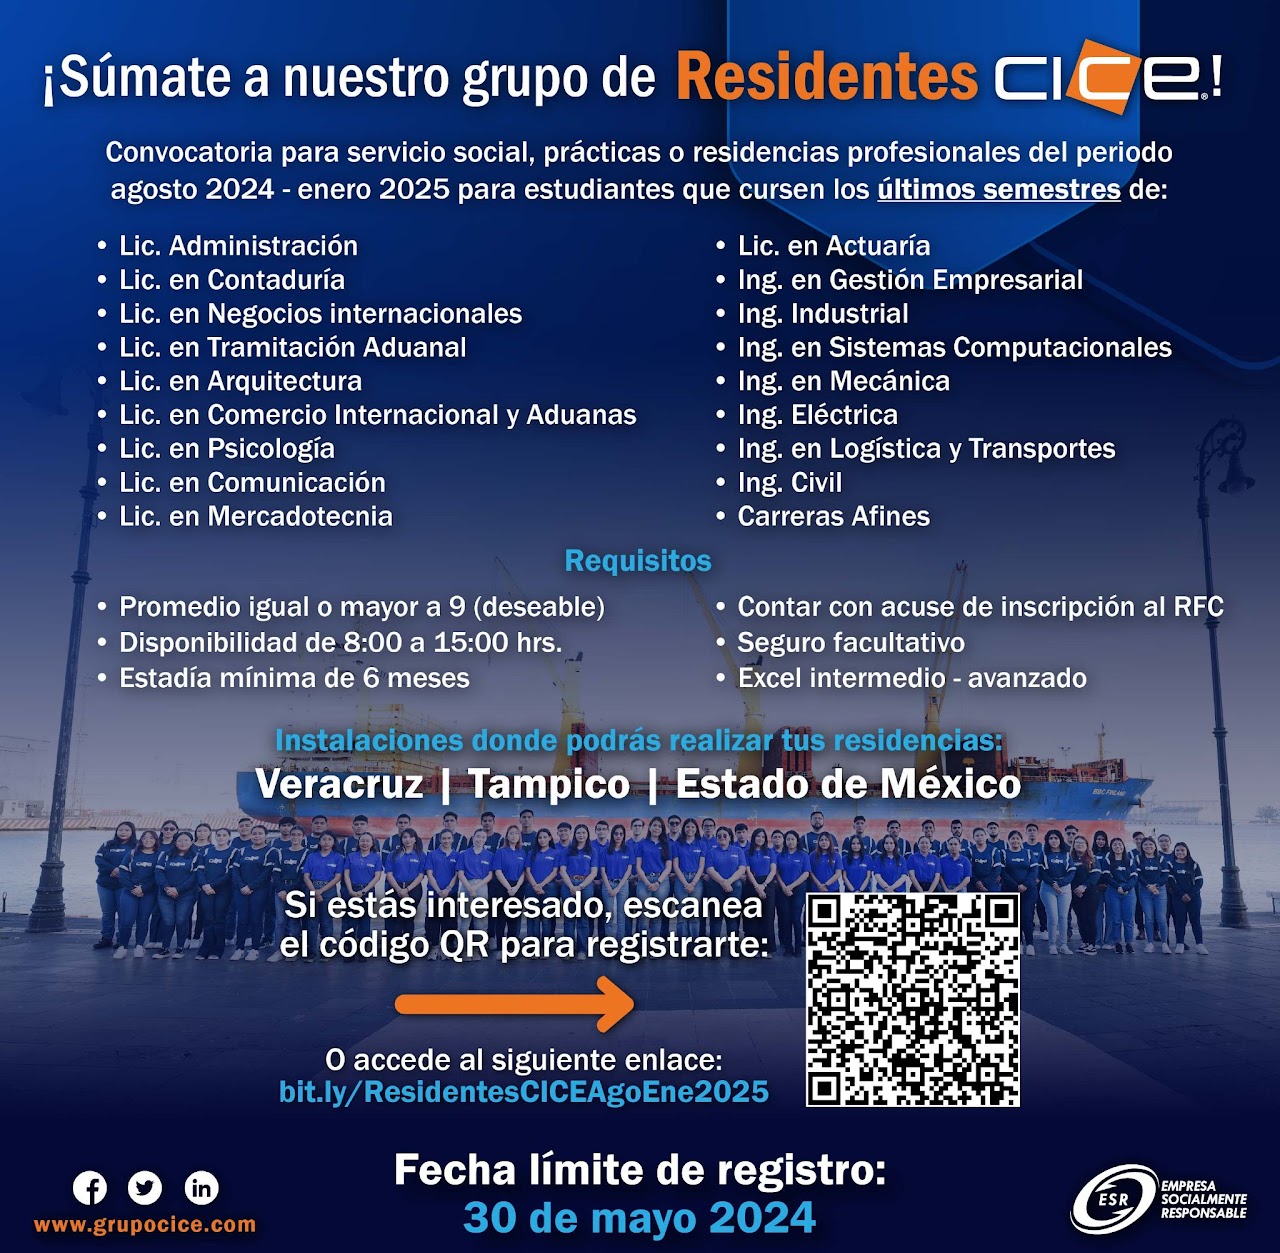 ¡Súmate a nuestro grupo de Residentes CICE®!
Convocatoria para servicio social, prácticas o residencias profesionales del periodo
agosto 2024 - enero 2025 para estudiantes que cursen los últimos semestres de:
• Lic. Administración
• Lic. en Contaduría
• Lic. en Negocios internacionales
• Lic. en Tramitación Aduanal
• Lic. en Arquitectura
• Lic. en Comercio Internacional y Aduanas
• Lic. en Psicología
• Lic. en Comunicación
• Lic. en Mercadotecnia
• Lic. en Actuaría
• Ing. en Gestión Empresarial
• Ing. Industrial
• Ing. en Sistemas Computacionales
• Ing. en Mecánica
• Ing. Eléctrica
• Ing. en Logística y Transportes
• Ing. Civil
• Carreras Afines
Requisitos
• Promedio igual o mayor a 9 (deseable)
• Disponibilidad de 8:00 a 15:00 hrs.
• Estadía mínima de 6 meses
• Contar con acuse de inscripción al RFC
• Seguro facultativo
• Excel intermedio - avanzado
Instalaciones donde podrás realizar tus residencias:
Veracruz | Tampico | Estado de México
BBC FINLAND
Si estás interesado, escanea
el código QR para registrarte:
O accede al siguiente enlace:
bit.ly/ResidentesCICEAgoEne2025
Fecha límite de registro:
30 de mayo 2024
www.grupocice.com
ESR
EMPRESA
SOCIALMENTE
RESPONSABLE